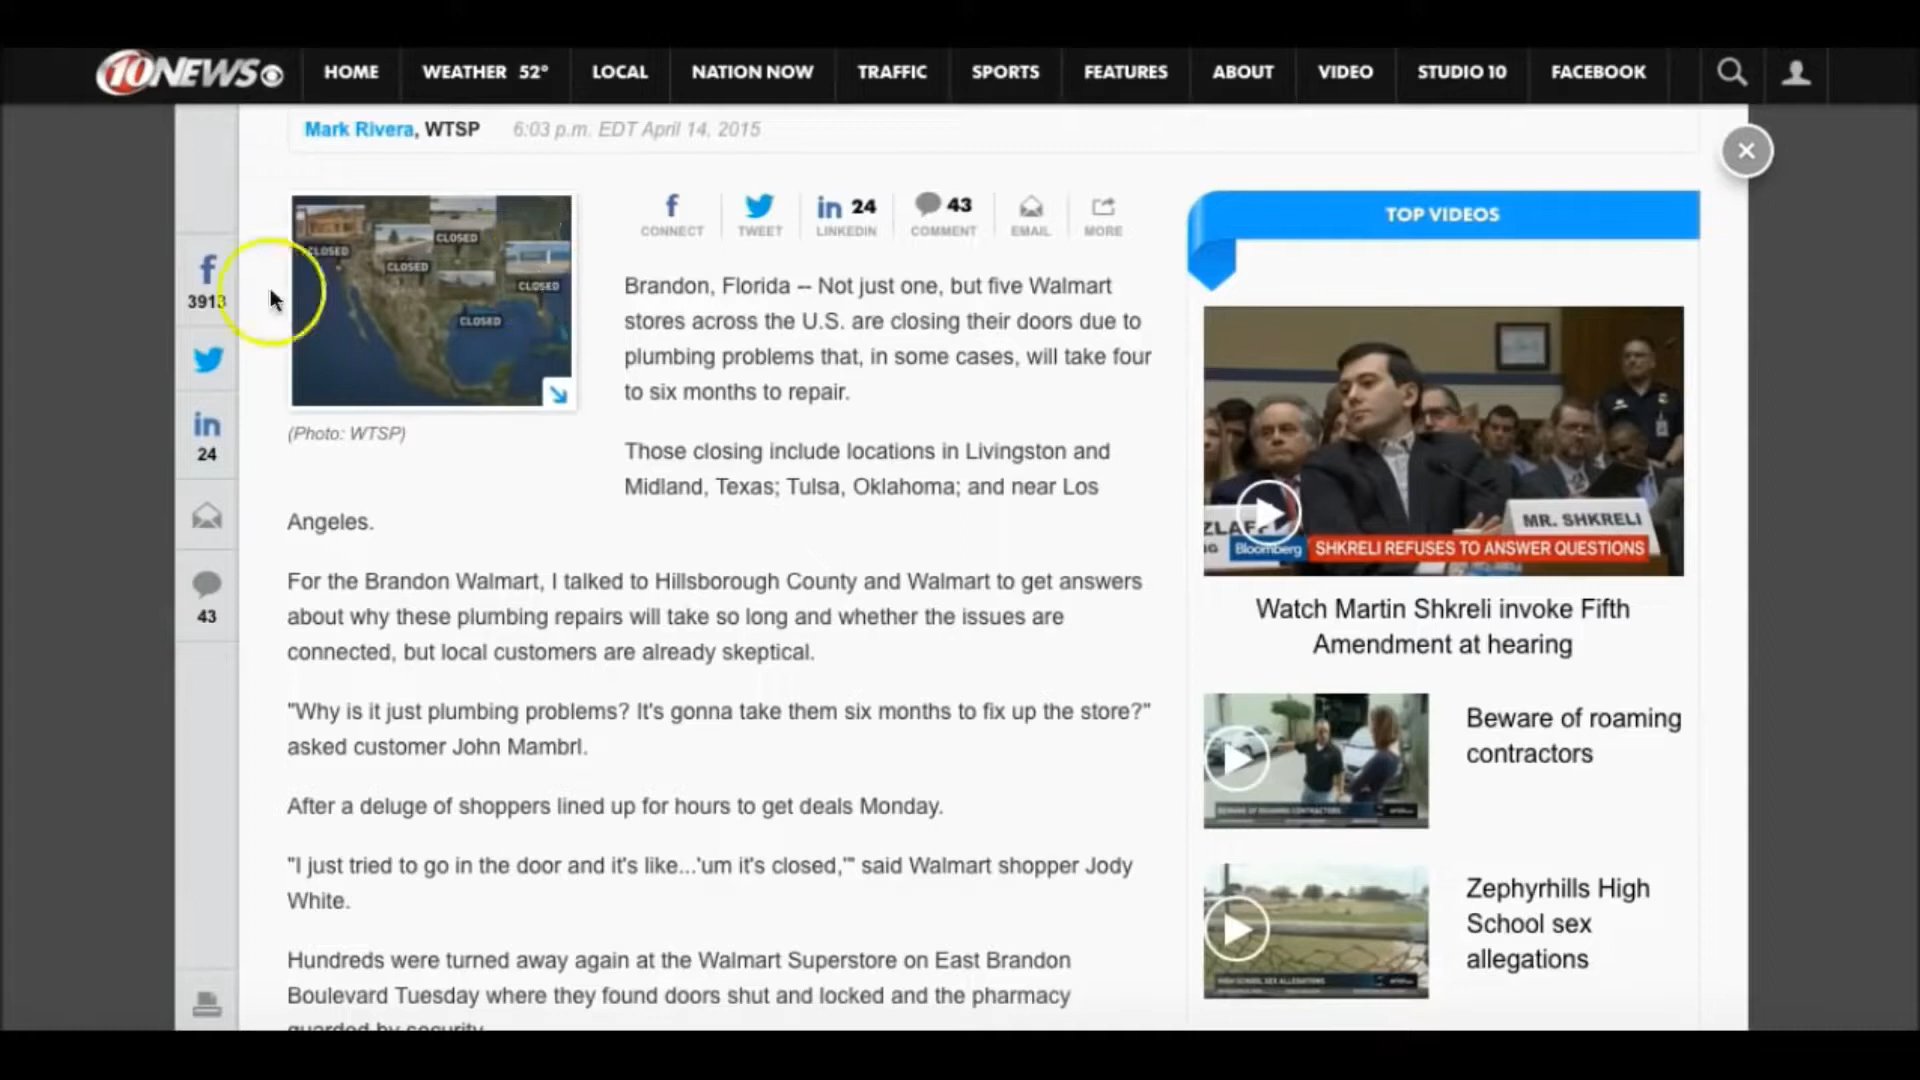 10NEWS
HOME
WEATHER 52°
LOCAL
NATION NOW
TRAFFIC
SPORTS
FEATURES
ABOUT
VIDEO
STUDIO 10
FACEBOOK
Mark Rivera, WTSP 6:03 p.m. EDT April 14, 2015
3913
24
43
CLOSED
CLOSED
CLOSED
CLOSED
CLOSED
(Photo: WTSP)
CONNECT
TWEET
24
LINKEDIN
43
COMMENT
EMAIL
MORE
Brandon, Florida -- Not just one, but five Walmart
stores across the U.S. are closing their doors due to
plumbing problems that, in some cases, will take four
to six months to repair.
Those closing include locations in Livingston and
Midland, Texas; Tulsa, Oklahoma; and near Los
Angeles.
For the Brandon Walmart, I talked to Hillsborough County and Walmart to get answers
about why these plumbing repairs will take so long and whether the issues are
connected, but local customers are already skeptical.
"Why is it just plumbing problems? It's gonna take them six months to fix up the store?"
asked customer John Mambrl.
After a deluge of shoppers lined up for hours to get deals Monday.
"I just tried to go in the door and it's like...'um it's closed,'" said Walmart shopper Jody
White.
Hundreds were turned away again at the Walmart Superstore on East Brandon
Boulevard Tuesday where they found doors shut and locked and the pharmacy
guarded by security.
TOP VIDEOS
MR. SHKRELI
Bloomberg
SHKRELI REFUSES TO ANSWER QUESTIONS
Watch Martin Shkreli invoke Fifth
Amendment at hearing
BEWARE OF ROAMING CONTRACTORS
Beware of roaming
contractors
HIGH SCHOOL SEX ALLEGATIONS
Zephyrhills High
School sex
allegations